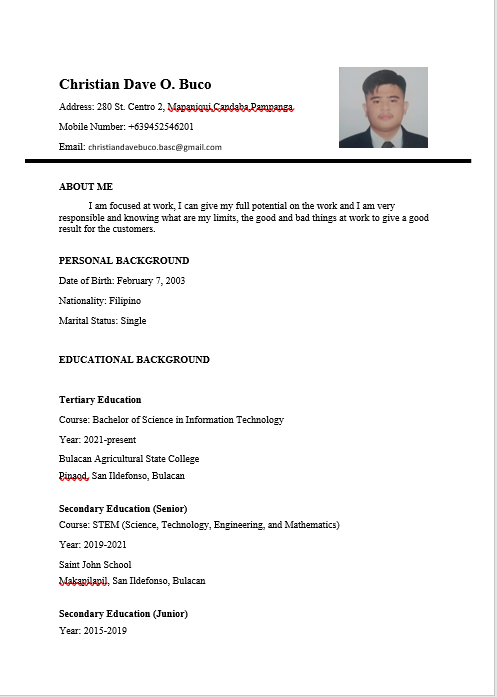 Christian Dave O. Buco
Address: 280 St. Centro 2, Mapaniqui,Candaba,Pampanga.
Mobile Number: +639452546201
Email: christiandavebuco.basc@gmail.com
ABOUT ME
I am focused at work, I can give my full potential on the work and I am very
responsible and knowing what are my limits, the good and bad things at work to give a good
result for the customers.
PERSONAL BACKGROUND
Date of Birth: February 7, 2003
Nationality: Filipino
Marital Status: Single
EDUCATIONAL BACKGROUND
Tertiary Education
Course: Bachelor of Science in Information Technology
Year: 2021-present
Bulacan Agricultural State College
Pinaod, San Ildefonso, Bulacan
Secondary Education (Senior)
Course: STEM (Science, Technology, Engineering, and Mathematics)
Year: 2019-2021
Saint John School
Makapilapil, San Ildefonso, Bulacan
Secondary Education (Junior)
Year: 2015-2019